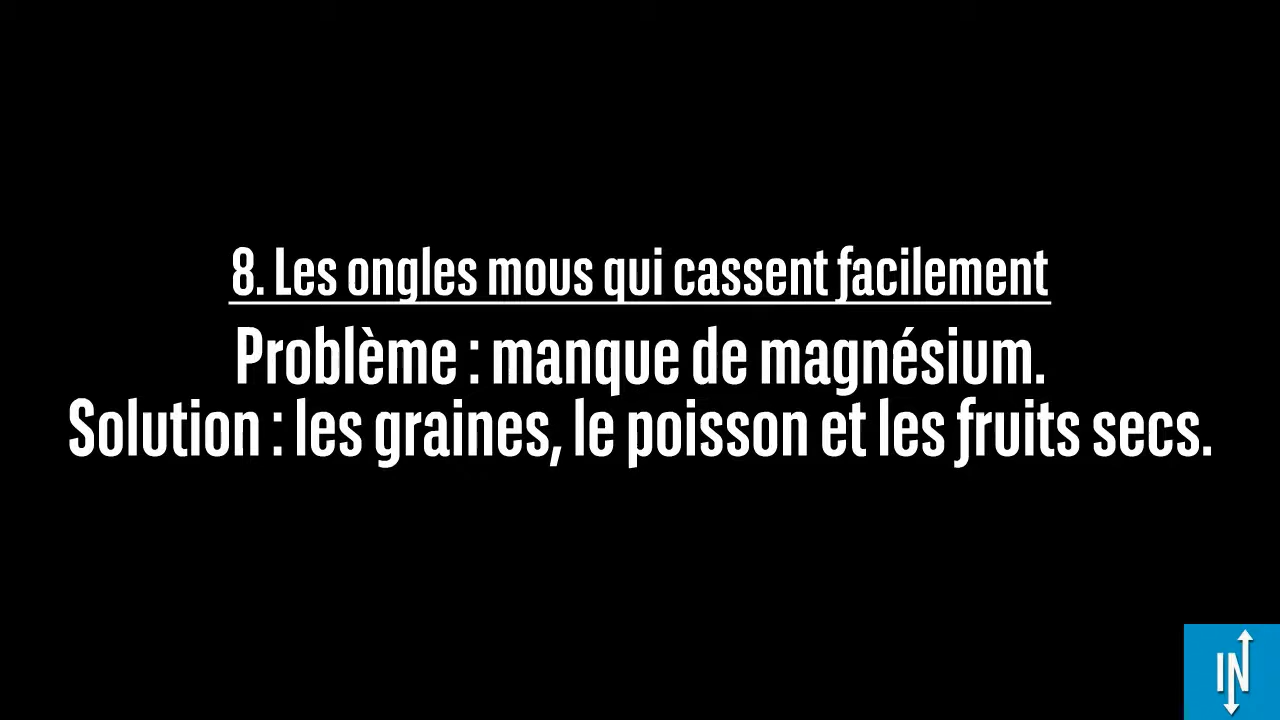 8. Les ongles mous qui cassent facilement
Problème : manque de magnésium.
Solution : les graines, le poisson et les fruits secs.
IN